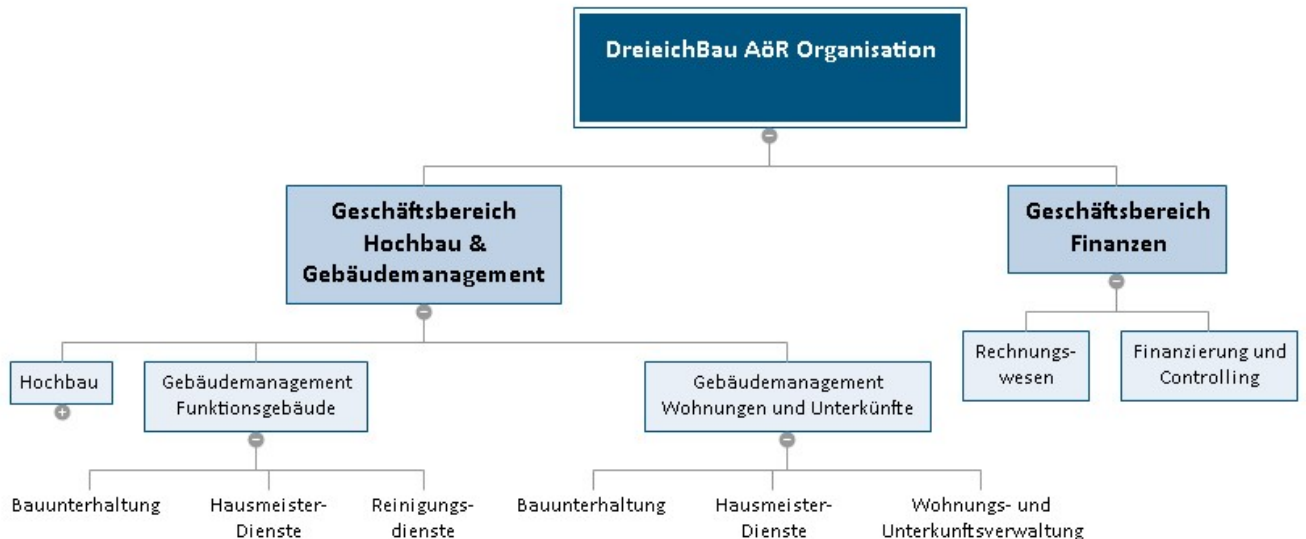 DreieichBau AöR Organisation
Geschäftsbereich
Hochbau &
Gebäudemanagement
Geschäftsbereich
Finanzen
Hochbau
Gebäudemanagement
Funktionsgebäude
Gebäudemanagement
Wohnungen und Unterkünfte
Rechnungs-
wesen
Finanzierung und
Controlling
Bauunterhaltung
Hausmeister-
Dienste
Reinigungs-
dienste
Bauunterhaltung
Hausmeister-
Dienste
Wohnungs- und
Unterkunftsverwaltung